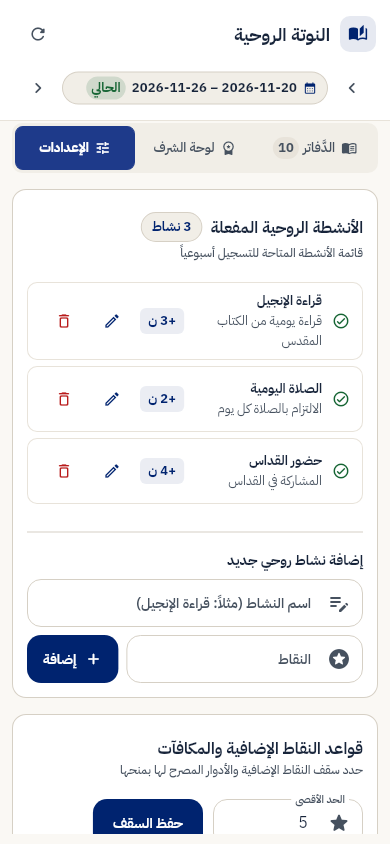 النوتة الروحية
2026-11-20 – 2026-11-26 الحالي
الدَّفاتر 10
لوحة الشرف
الإعدادات
الأنشطة الروحية المفعلة 3 نشاط
قائمة الأنشطة المتاحة للتسجيل أسبوعياً
قراءة الإنجيل
قراءة يومية من الكتاب
المقدس
+3 ن
الصلاة اليومية
الالتزام بالصلاة كل يوم
+2 ن
حضور القداس
المشاركة في القداس
+4 ن
إضافة نشاط روحي جديد
اسم النشاط (مثلاً: قراءة الإنجيل)
النقاط
إضافة
قواعد النقاط الإضافية والمكافآت
حدد سقف النقاط الإضافية والأدوار المصرح لها بمنحها
الحد الأقصى
5
حفظ السقف